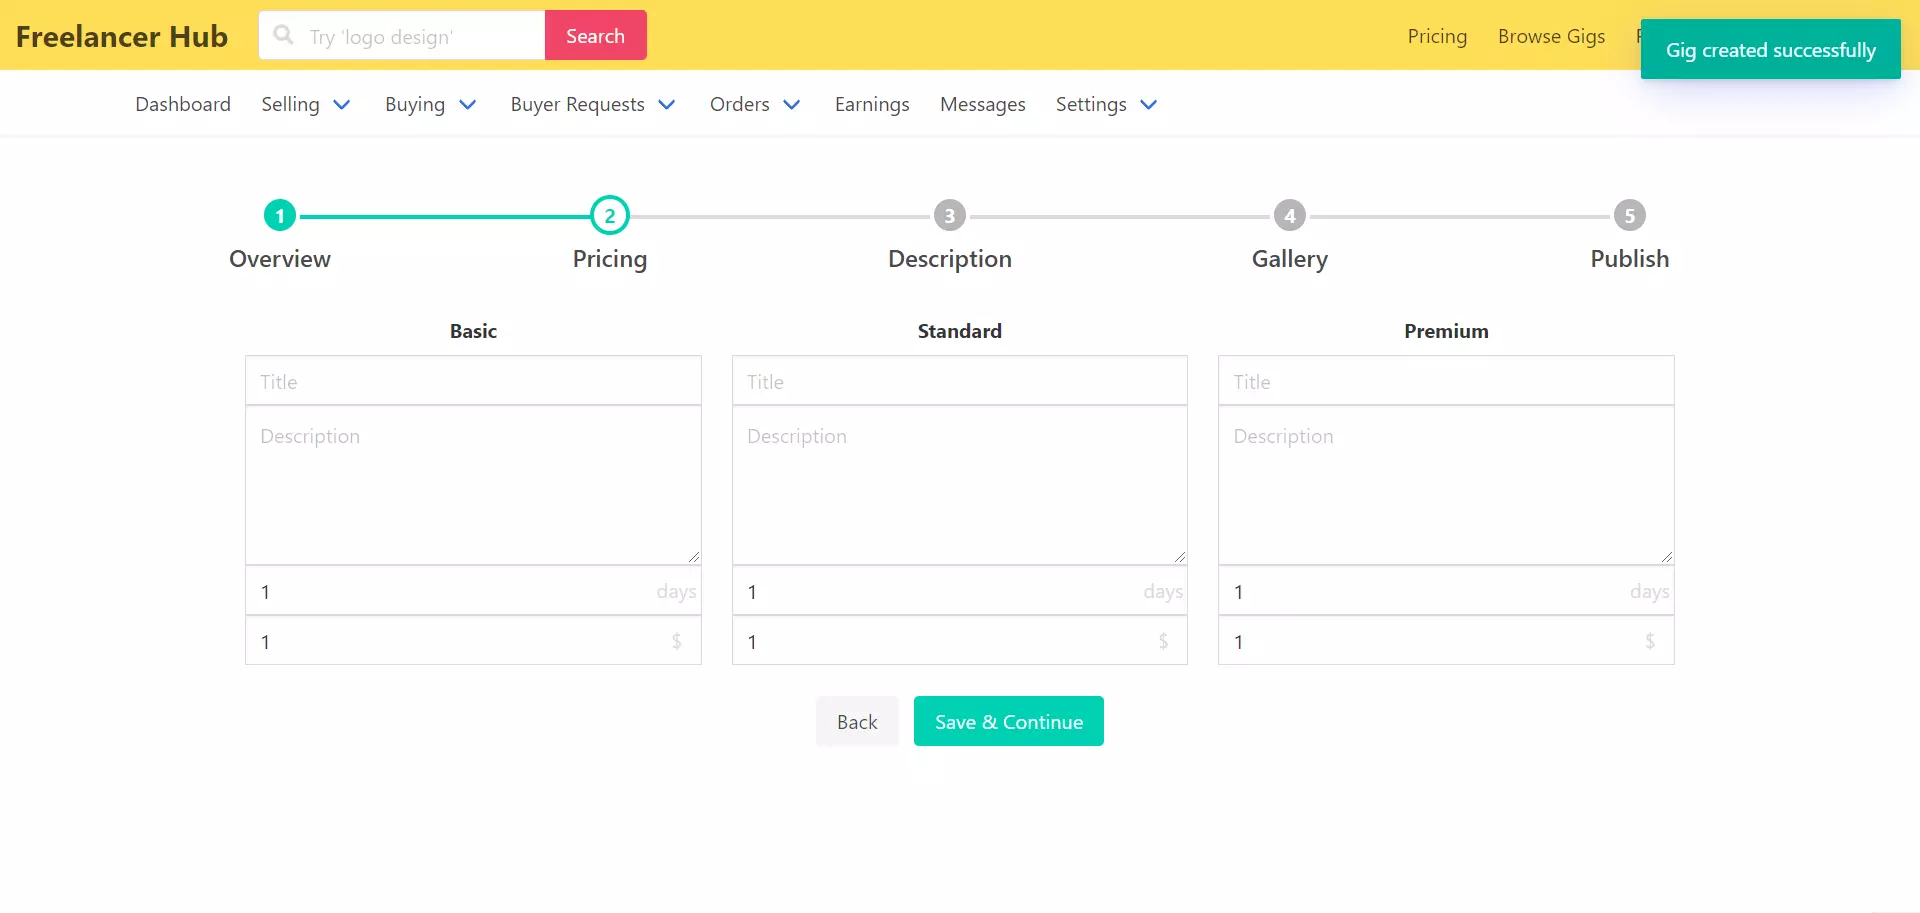 Freelancer Hub
Try 'logo design'
Search
Pricing
Browse Gigs
Gig created successfully
Dashboard
Selling
Buying
Buyer Requests
Orders
Earnings
Messages
Settings
1
2
3
4
5
Overview
Pricing
Description
Gallery
Publish
Basic
Standard
Premium
Title
Title
Title
Description
Description
Description
1 days
1 days
1 days
1 $
1 $
1 $
Back
Save & Continue